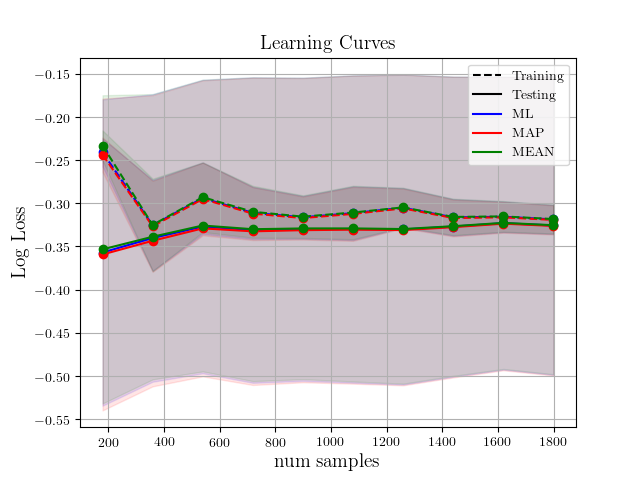 Learning Curves
−0.15
−0.20
−0.25
−0.30
−0.35
−0.40
−0.45
−0.50
−0.55
Log Loss
Training
Testing
ML
MAP
MEAN
200 400 600 800 1000 1200 1400 1600 1800
num samples